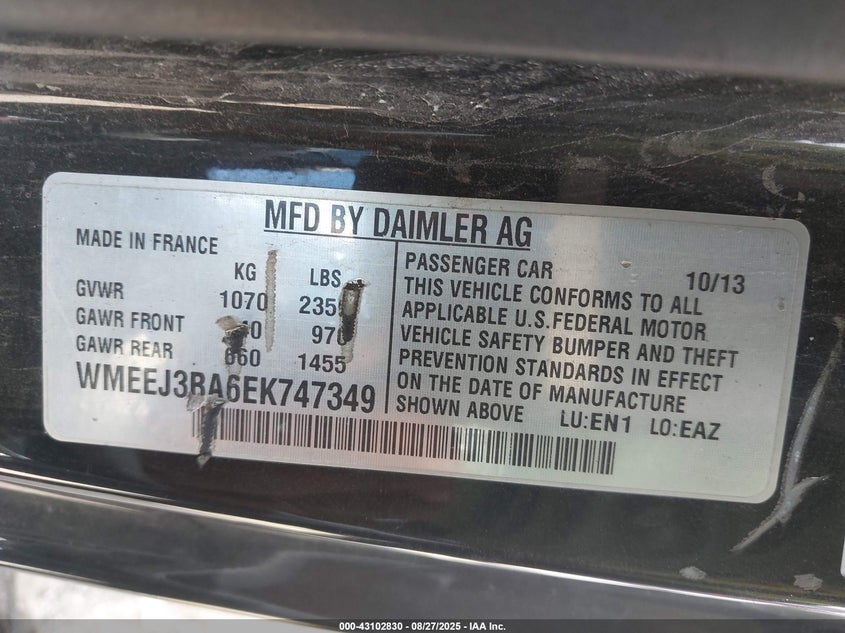 MFD BY DAIMLER AG
MADE IN FRANCE
KG LBS
GVWR 1070
GAWR FRONT
GAWR REAR 660 1455
WMEEJ3BA6EK747349
PASSENGER CAR 10/13
THIS VEHICLE CONFORMS TO ALL
APPLICABLE U.S.FEDERAL MOTOR
VEHICLE SAFETY BUMPER AND THEFT
PREVENTION STANDARDS IN EFFECT
ON THE DATE OF MANUFACTURE
SHOWN ABOVE LU:EN1 LO:EAZ
000-43102830 - 08/27/2025 - IAA Inc.